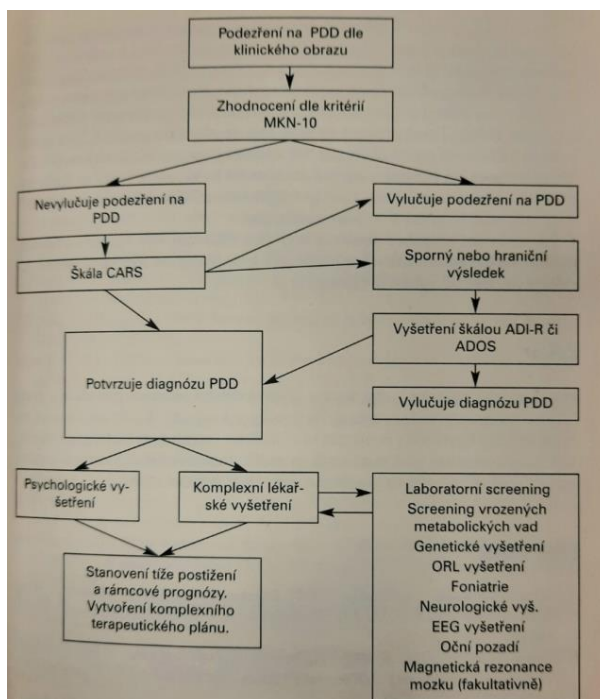 Podezření na PDD dle
klinického obrazu
Zhodnocení dle kritérií
MKN-10
Nevylučuje podezření na
PDD
Vylučuje podezření na PDD
Škála CARS
Sporný nebo hraniční
výsledek
Vyšetření škálou ADI-R či
ADOS
Potvrzuje diagnózu PDD
Vylučuje diagnózu PDD
Psychologické vy-
šetření
Komplexní lékař-
ské vyšetření
Laboratorní screening
Screening vrozených
metabolických vad
Genetické vyšetření
ORL vyšetření
Foniatrie
Neurologické vyš.
EEG vyšetření
Oční pozadí
Magnetická rezonance
mozku (fakultativně)
Stanovení tíže postižení
a rámcové prognózy.
Vytvoření komplexního
terapeutického plánu.